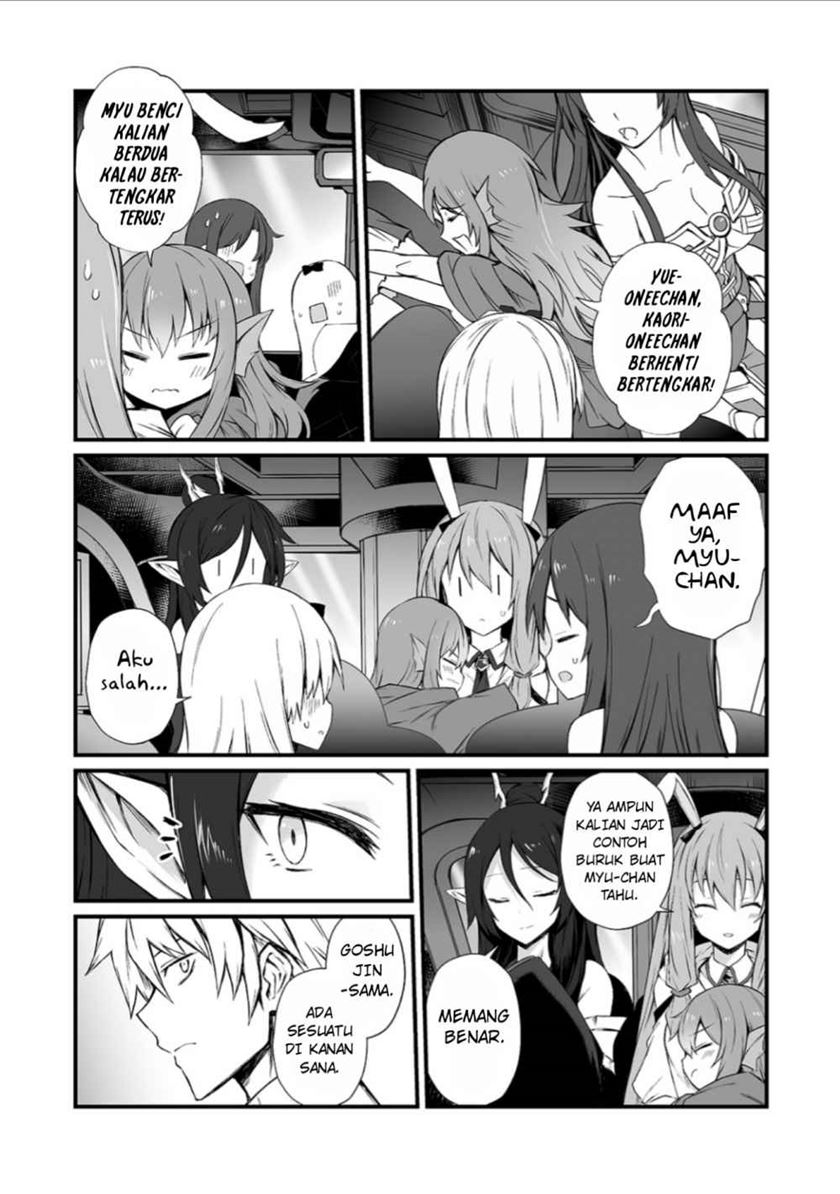 YUE-
ONEECHAN,
KAORI-
ONEECHAN
BERHENTI
BERTENGKAR!
MYU BENCI
KALIAN
BERDUA
KALAU BER-
TENGKAR
TERUS!
MAAF
YA,
MYU-
CHAN.
Aku
salah...
YA AMPUN
KALIAN JADI
CONTOH
BURUK BUAT
MYU-CHAN
TAHU.
MEMANG
BENAR.
GOSHU
JIN
-SAMA.
ADA
SESUATU
DI KANAN
SANA.